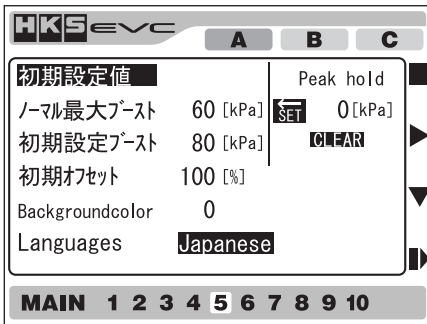 HKS EVC
A B C
初期設定値
ノーマル最大ブースト 60 [kPa]
初期設定ブースト 80 [kPa]
初期オフセット 100 [%]
Backgroundcolor 0
Languages Japanese
Peak hold
SET 0[kPa]
CLEAR
MAIN 1 2 3 4 5 6 7 8 9 10